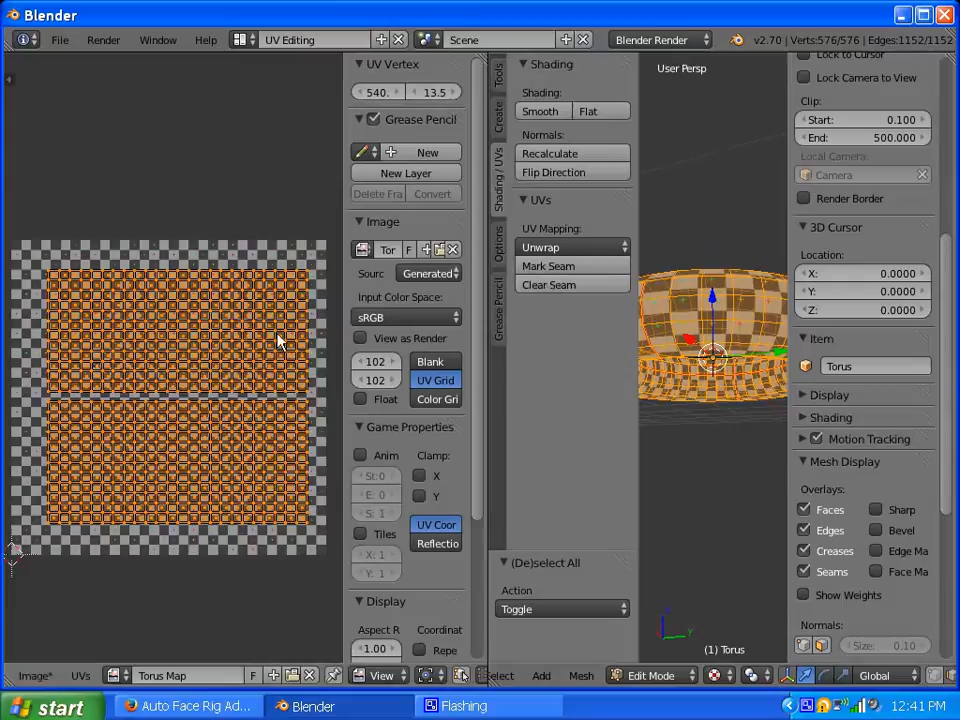 Blender
File Render Window Help UV Editing Scene Blender Render v2.70 | Verts:576/576 | Edges:1152/1152
UV Vertex
540. 13.5
Grease Pencil
New
New Layer
Delete Fra Convert
Image
Tor F
Sourc Generated
Input Color Space:
sRGB
View as Render
102 Blank
102 UV Grid
Float Color Gri
Game Properties
Anim Clamp:
St: 0 X
E: 0 Y
S: 1
UV Coor
Tiles Reflectio
X: 1
Y: 1
Display
Aspect R Coordinat
1.00 Repe
Image* UVs Torus Map F View
Tools
Create
Shading / UVs
Options
Grease Pencil
Shading
Shading:
Smooth Flat
Normals:
Recalculate
Flip Direction
UVs
UV Mapping:
Unwrap
Mark Seam
Clear Seam
(De)select All
Action
Toggle
User Persp
(1) Torus
elect Add Mesh Edit Mode Global
Lock to Cursor
Lock Camera to View
Clip:
Start: 0.100
End: 500.000
Local Camera:
Camera
Render Border
3D Cursor
Location:
X: 0.0000
Y: 0.0000
Z: 0.0000
Item
Torus
Display
Shading
Motion Tracking
Mesh Display
Overlays:
Faces Sharp
Edges Bevel
Creases Edge Ma
Seams Face Ma
Show Weights
Normals:
Size: 0.10
start Auto Face Rig Ad... Blender Flashing 12:41 PM